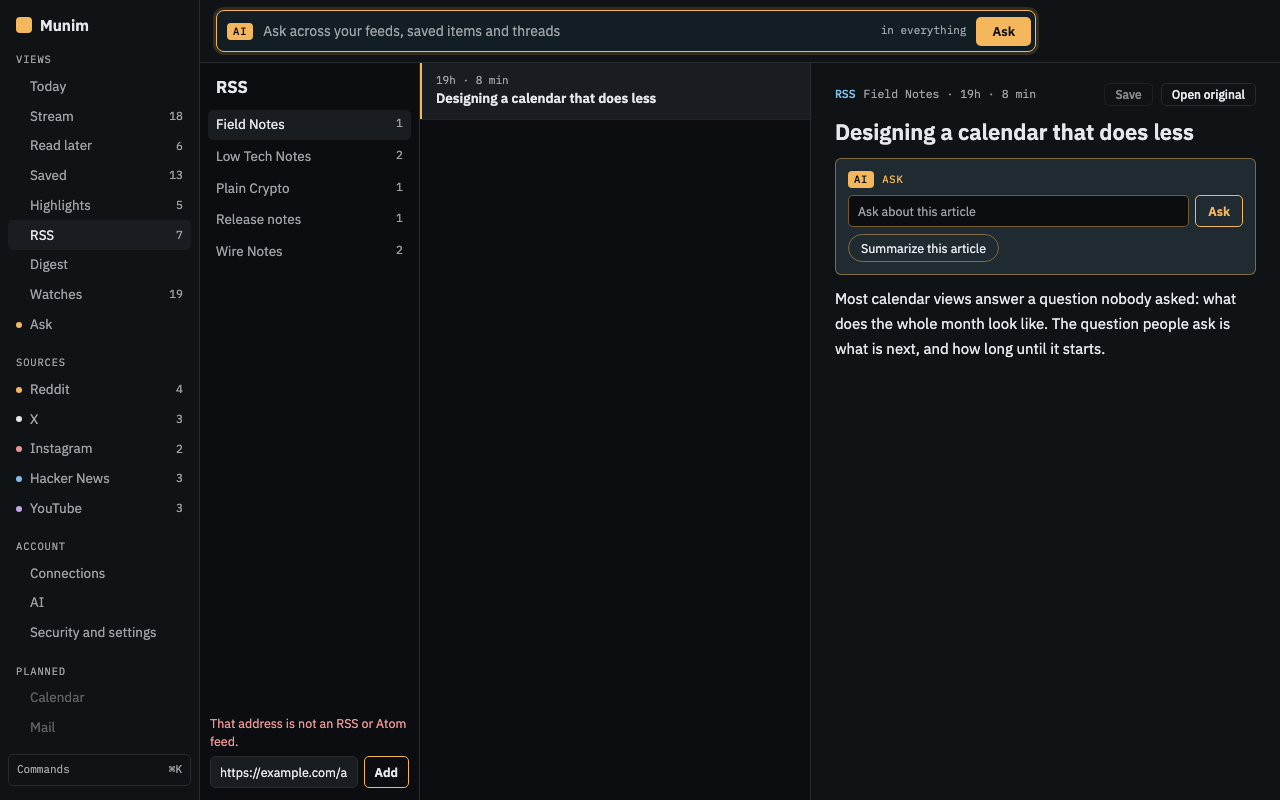 Munim
AI Ask across your feeds, saved items and threads in everything Ask
VIEWS
Today
Stream 18
Read later 6
Saved 13
Highlights 5
RSS 7
Digest
Watches 19
Ask
SOURCES
Reddit 4
X 3
Instagram 2
Hacker News 3
YouTube 3
ACCOUNT
Connections
AI
Security and settings
PLANNED
Calendar
Mail
Commands ⌘K
RSS
Field Notes 1
Low Tech Notes 2
Plain Crypto 1
Release notes 1
Wire Notes 2
That address is not an RSS or Atom
feed.
https://example.com/a Add
19h · 8 min
Designing a calendar that does less
RSS Field Notes · 19h · 8 min Save Open original
Designing a calendar that does less
AI ASK
Ask about this article Ask
Summarize this article
Most calendar views answer a question nobody asked: what
does the whole month look like. The question people ask is
what is next, and how long until it starts.